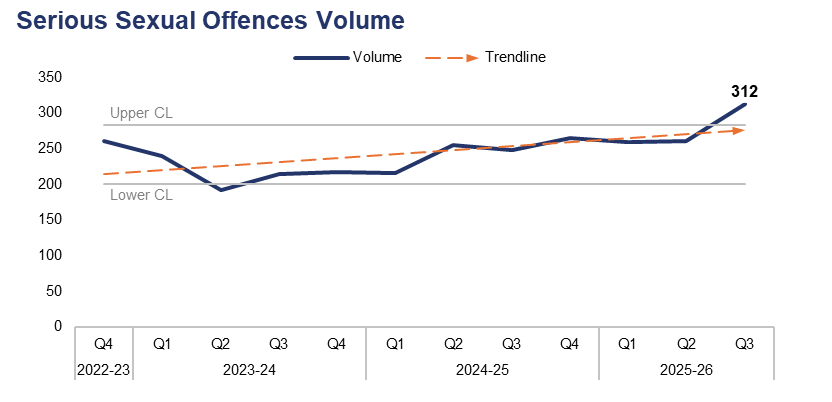 Serious Sexual Offences Volume
Volume Trendline
350
300
250
200
150
100
50
0
Upper CL
Lower CL
312
Q4 Q1 Q2 Q3 Q4 Q1 Q2 Q3 Q4 Q1 Q2 Q3
2022-23 2023-24 2024-25 2025-26